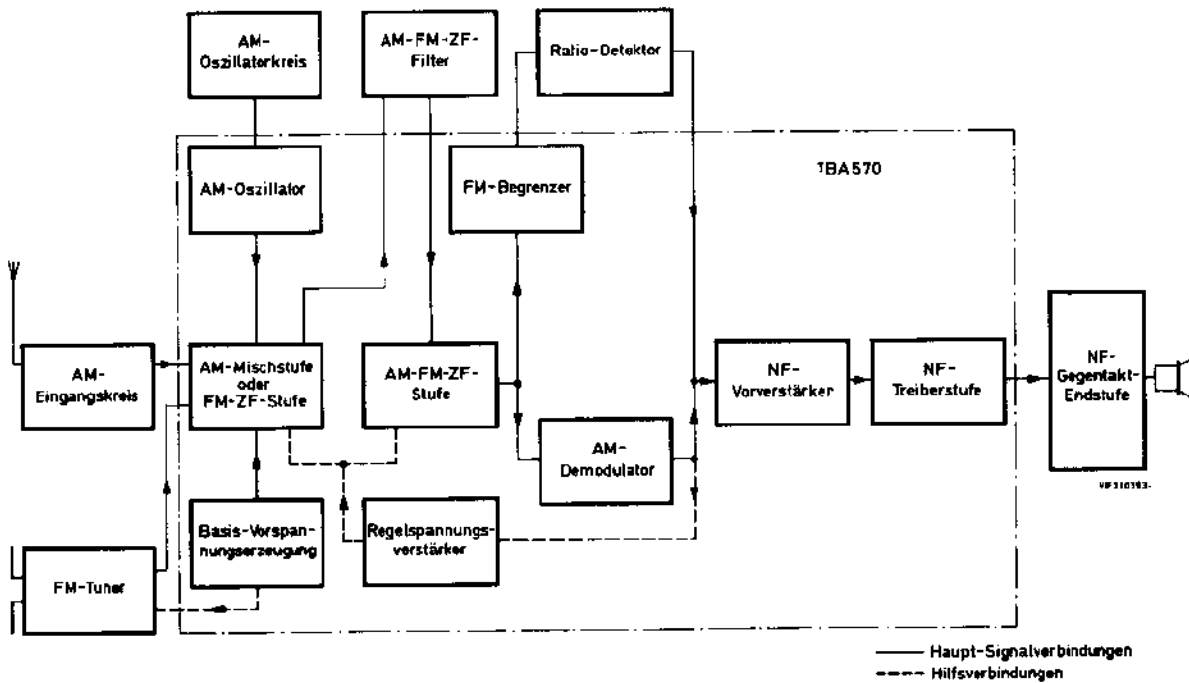 AM-
Oszillatorkreis
AM-FM-ZF-
Filter
Ratio-Detektor
AM-Oszillator
FM-Begrenzer
TBA570
AM-
Eingangskreis
AM-Mischstufe
oder
FM-ZF-Stufe
AM-FM-ZF-
Stufe
NF-
Vorverstärker
NF-
Treiberstufe
NF-
Gegentakt-
Endstufe
AM-
Demodulator
Basis-Vorspan-
nungserzeugung
Regelspannungs-
verstärker
FM-Tuner
Haupt-Signalverbindungen
Hilfsverbindungen